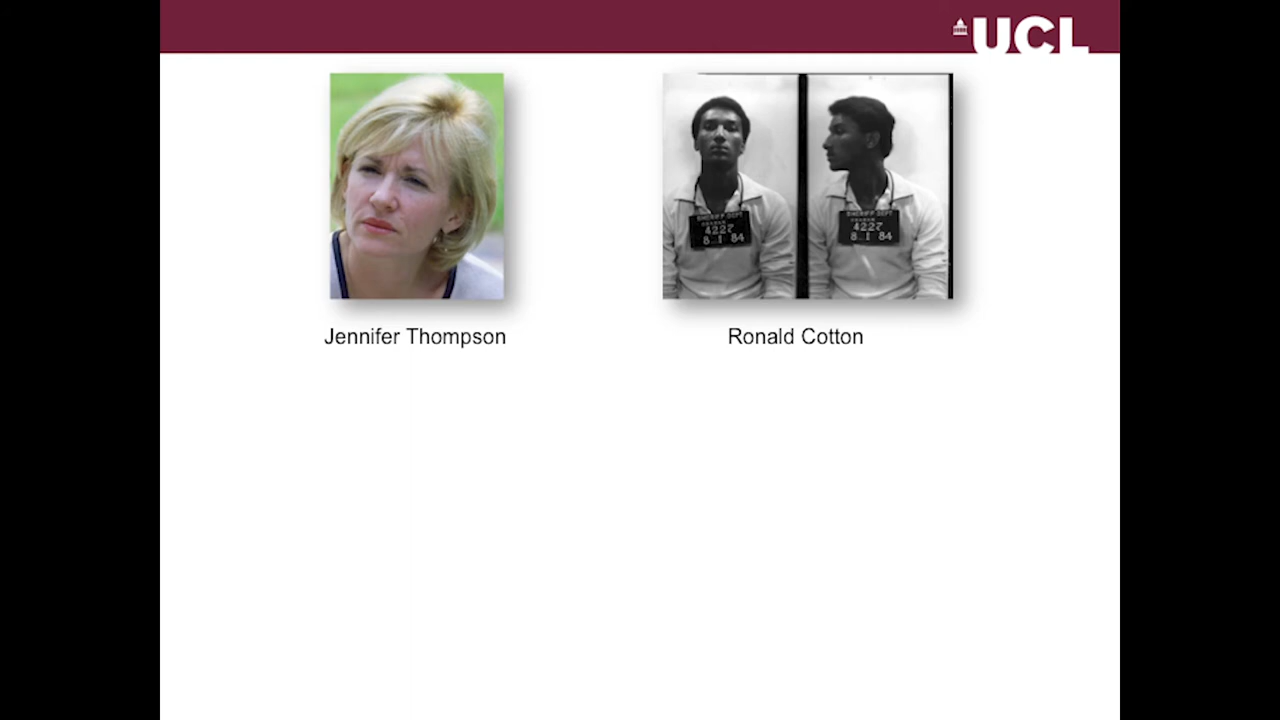 UCL
SHERIFF DEPT
4227
8 1 84
SHERIFF DEPT
4227
8 1 84
Jennifer Thompson
Ronald Cotton